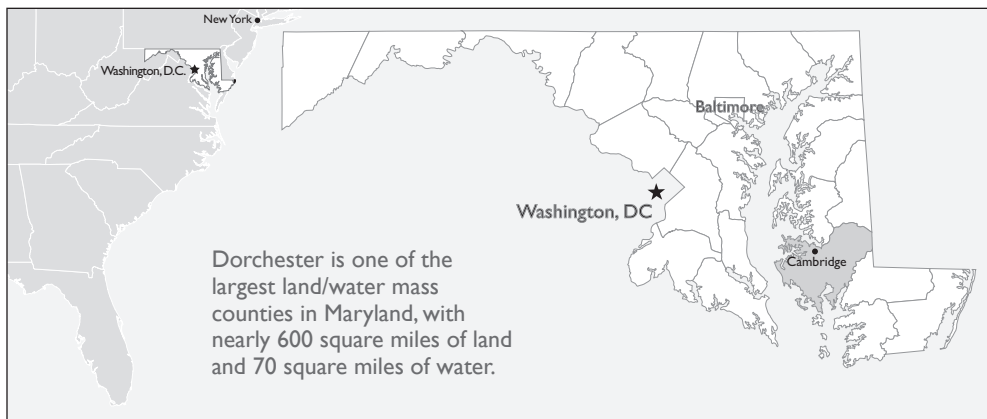 New York
Washington, D.C.
Baltimore
Washington, DC
Cambridge
Dorchester is one of the
largest land/water mass
counties in Maryland, with
nearly 600 square miles of land
and 70 square miles of water.